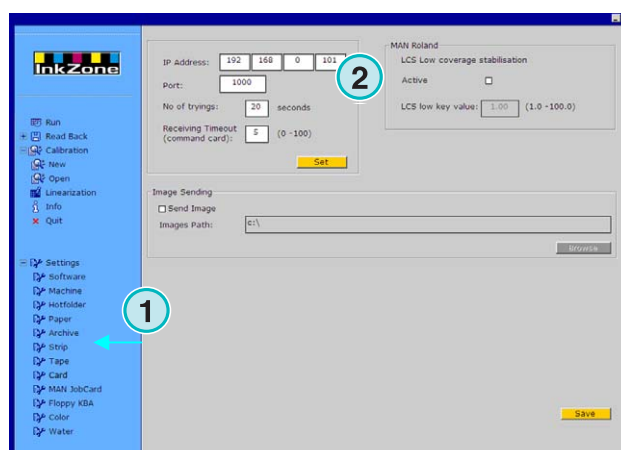 InkZone
Run
Read Back
Calibration
New
Open
Linearization
Info
Quit
Settings
Software
Machine
Hotfolder
Paper
Archive
Strip
Tape
Card
MAN JobCard
Floppy KBA
Color
Water
1
IP Address: 192 168 0 101
Port: 1000
No of tryings: 20 seconds
Receiving Timeout
(command card): 5 (0 -100)
Set
2
MAN Roland
LCS Low coverage stabilisation
Active
LCS low key value: 1.00 (1.0 -100.0)
Image Sending
Send Image
Images Path: c:\
Browse
Save